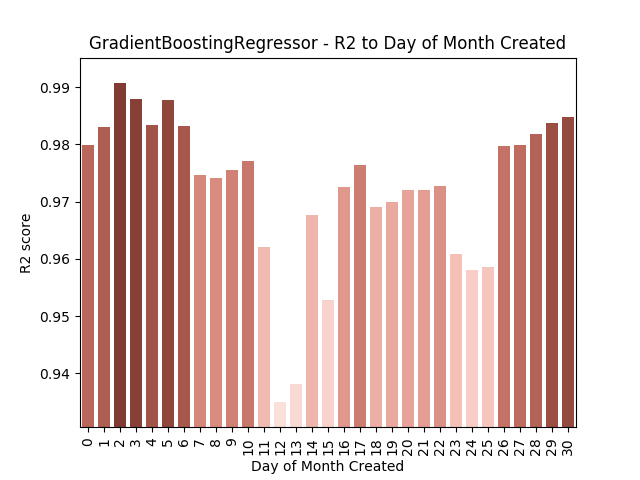 GradientBoostingRegressor - R2 to Day of Month Created
0.99
0.98
0.97
0.96
0.95
0.94
R2 score
0 1 2 3 4 5 6 7 8 9 10 11 12 13 14 15 16 17 18 19 20 21 22 23 24 25 26 27 28 29 30
Day of Month Created